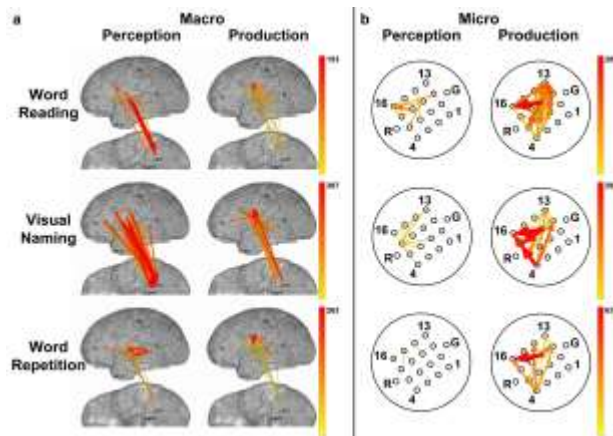 a Macro b Micro
Perception Production Perception Production
Word
Reading
13 G 13 G
16 1 16 1
R R
4 4
Visual
Naming
13 G 13 G
16 1 16 1
R R
4 4
Word
Repetition
13 G 13 G
16 1 16 1
R R
4 4